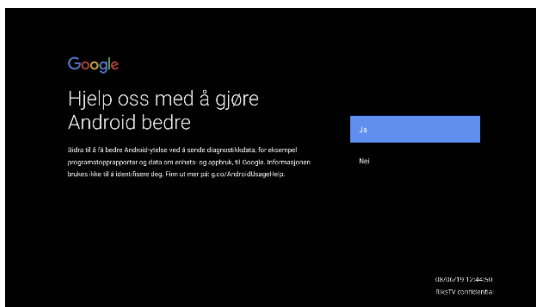 Google
Hjelp oss med å gjøre
Android bedre
Bidra til å få bedre Android-ytelse ved å sende diagnostikkdata, for eksempel
programstopprapporter og data om enhets- og appbruk, til Google. Informasjonen
brukes ikke til å identifisere deg. Finn ut mer på: g.co/AndroidUsageHelp.
Ja
Nei
08/06/19 12:44:50
RiksTV confidential